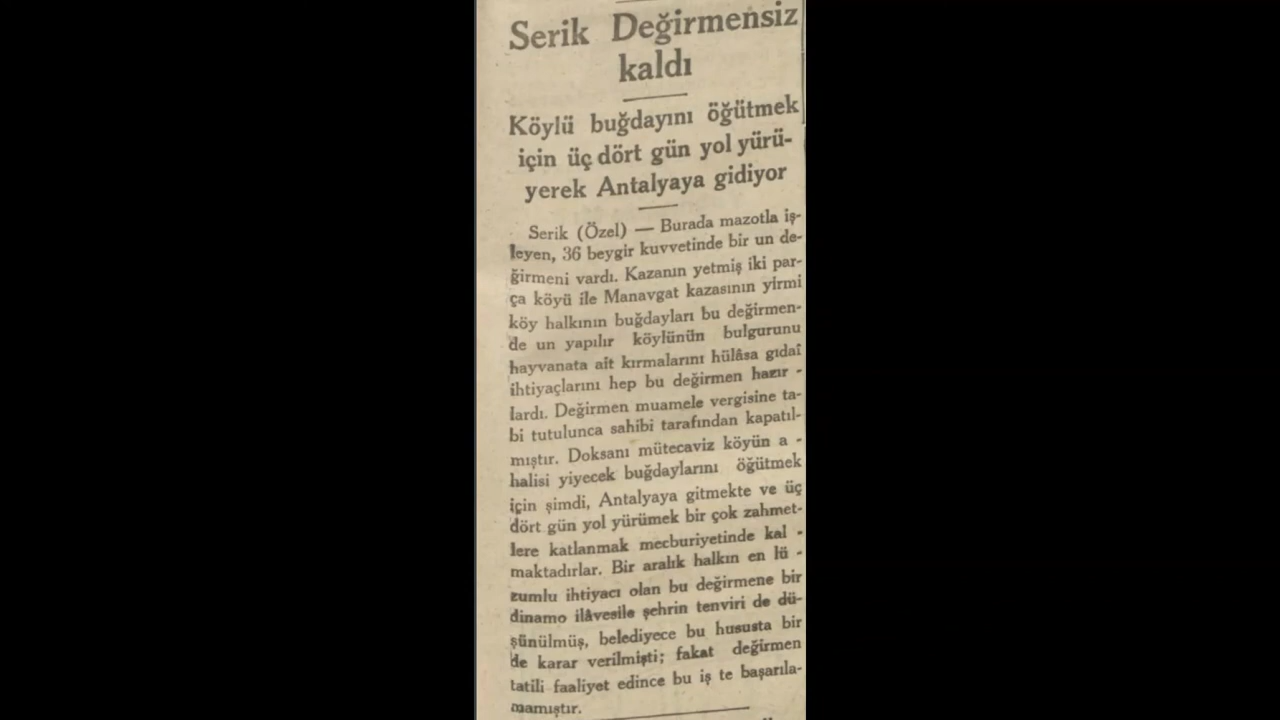 Serik Değirmensiz
kaldı
Köylü buğdayını öğütmek
için üç dört gün yol yürü-
yerek Antalyaya gidiyor
Serik (Özel) — Burada mazotla iş-
leyen, 36 beygir kuvvetinde bir un de-
ğirmeni vardı. Kazanın yetmiş iki par-
ça köyü ile Manavgat kazasının yirmi
köy halkının buğdayları bu değirmen-
de un yapılır köylünün bulgurunu
hayvanata ait kırmalarını hülâsa gıdaî
ihtiyaçlarını hep bu değirmen hazır -
lardı. Değirmen muamele vergisine ta-
bi tutulunca sahibi tarafından kapatıl-
mıştır. Doksanı mütecaviz köyün a -
halisi yiyecek buğdaylarını öğütmek
için şimdi, Antalyaya gitmekte ve üç
dört gün yol yürümek bir çok zahmet-
lere katlanmak mecburiyetinde kal -
maktadırlar. Bir aralık halkın en lü -
zumlu ihtiyacı olan bu değirmene bir
dinamo ilâvesile şehrin tenviri de dü-
şünülmüş, belediyece bu hususta bir
de karar verilmişti; fakat değirmen
tatili faaliyet edince bu iş te başarıla-
mamıştır.